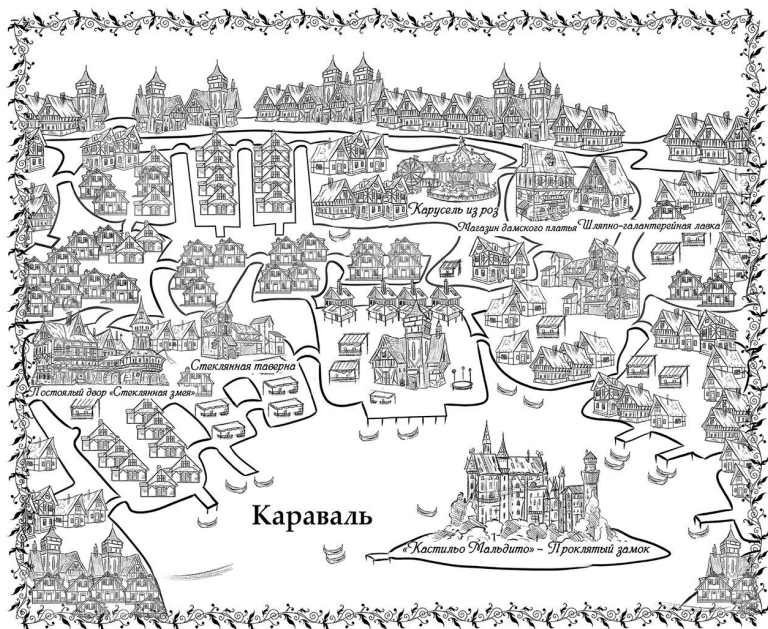 Карусель из роз
Магазин дамского платья
Шляпно-галантерейная лавка
Стеклянная таверна
Постоялый двор «Стеклянная змея»
Караваль
«Кастильо Мальдито» – Проклятый замок